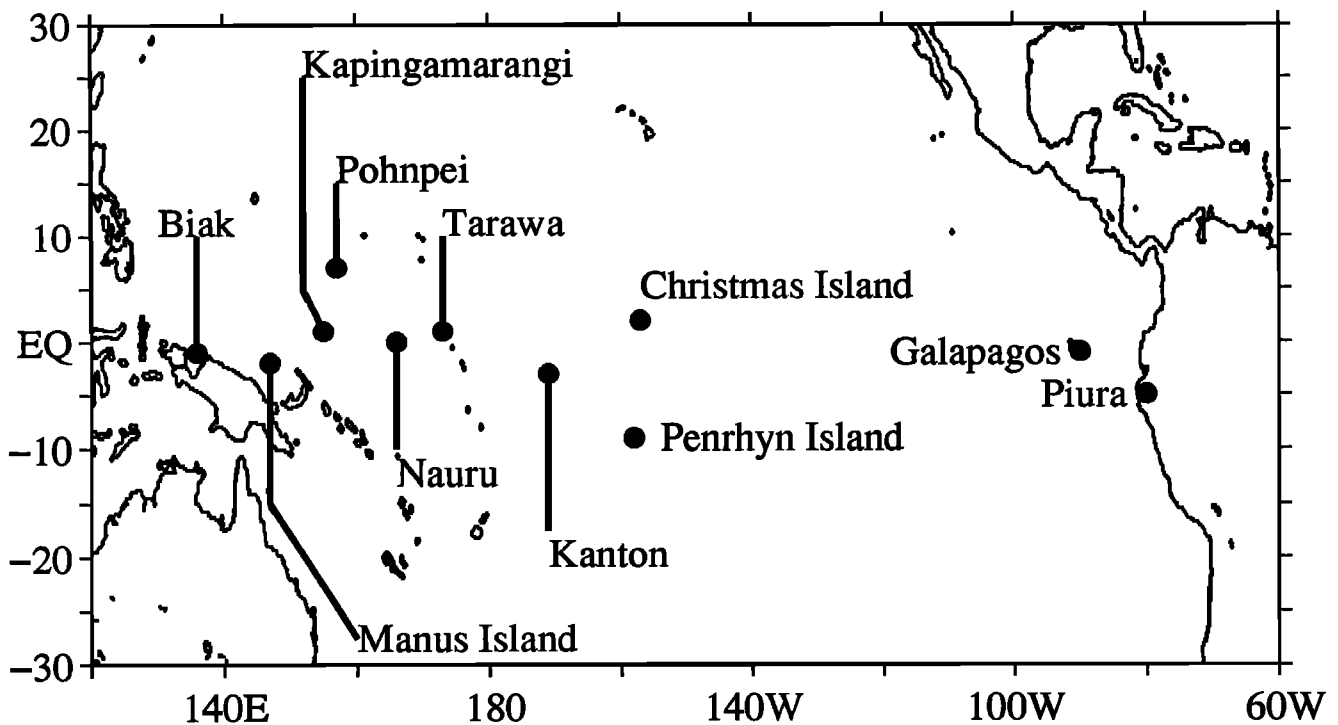 30
Kapingamarangi
20
Pohnpei
Biak
Tarawa
10
Christmas Island
EQ
Galapagos
Piura
Penrhyn Island
−10
Nauru
Kanton
−20
Manus Island
−30
140E
180
140W
100W
60W